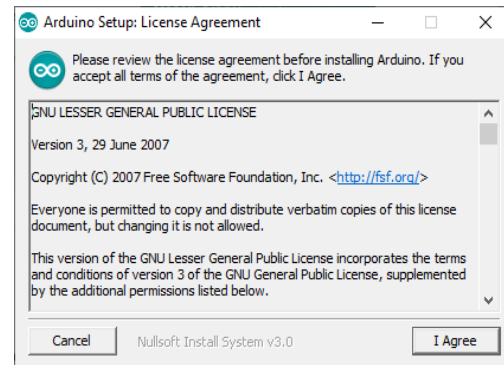 Arduino Setup: License Agreement
Please review the license agreement before installing Arduino. If you
accept all terms of the agreement, click I Agree.
GNU LESSER GENERAL PUBLIC LICENSE
Version 3, 29 June 2007
Copyright (C) 2007 Free Software Foundation, Inc. <http://fsf.org/>
Everyone is permitted to copy and distribute verbatim copies of this license
document, but changing it is not allowed.
This version of the GNU Lesser General Public License incorporates the terms
and conditions of version 3 of the GNU General Public License, supplemented
by the additional permissions listed below.
Cancel
Nullsoft Install System v3.0
I Agree